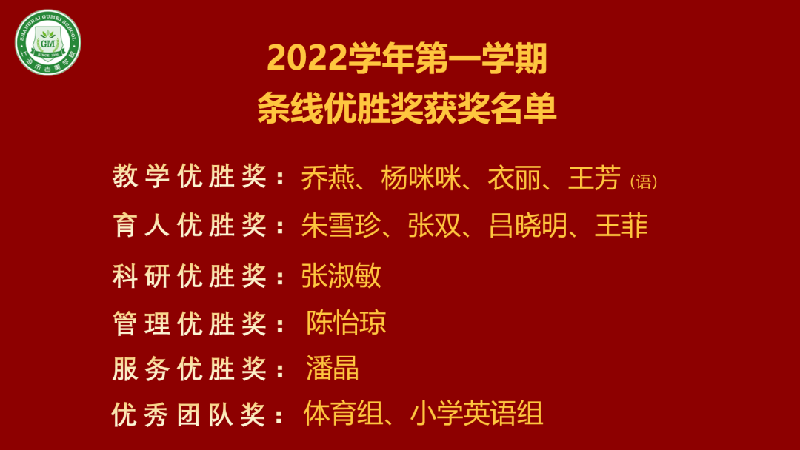 GM
2022学年第一学期
条线优胜奖获奖名单
教学优胜奖：乔燕、杨咪咪、衣丽、王芳（语）
育人优胜奖：朱雪珍、张双、吕晓明、王菲
科研优胜奖：张淑敏
管理优胜奖：陈怡琼
服务优胜奖：潘晶
优秀团队奖：体育组、小学英语组